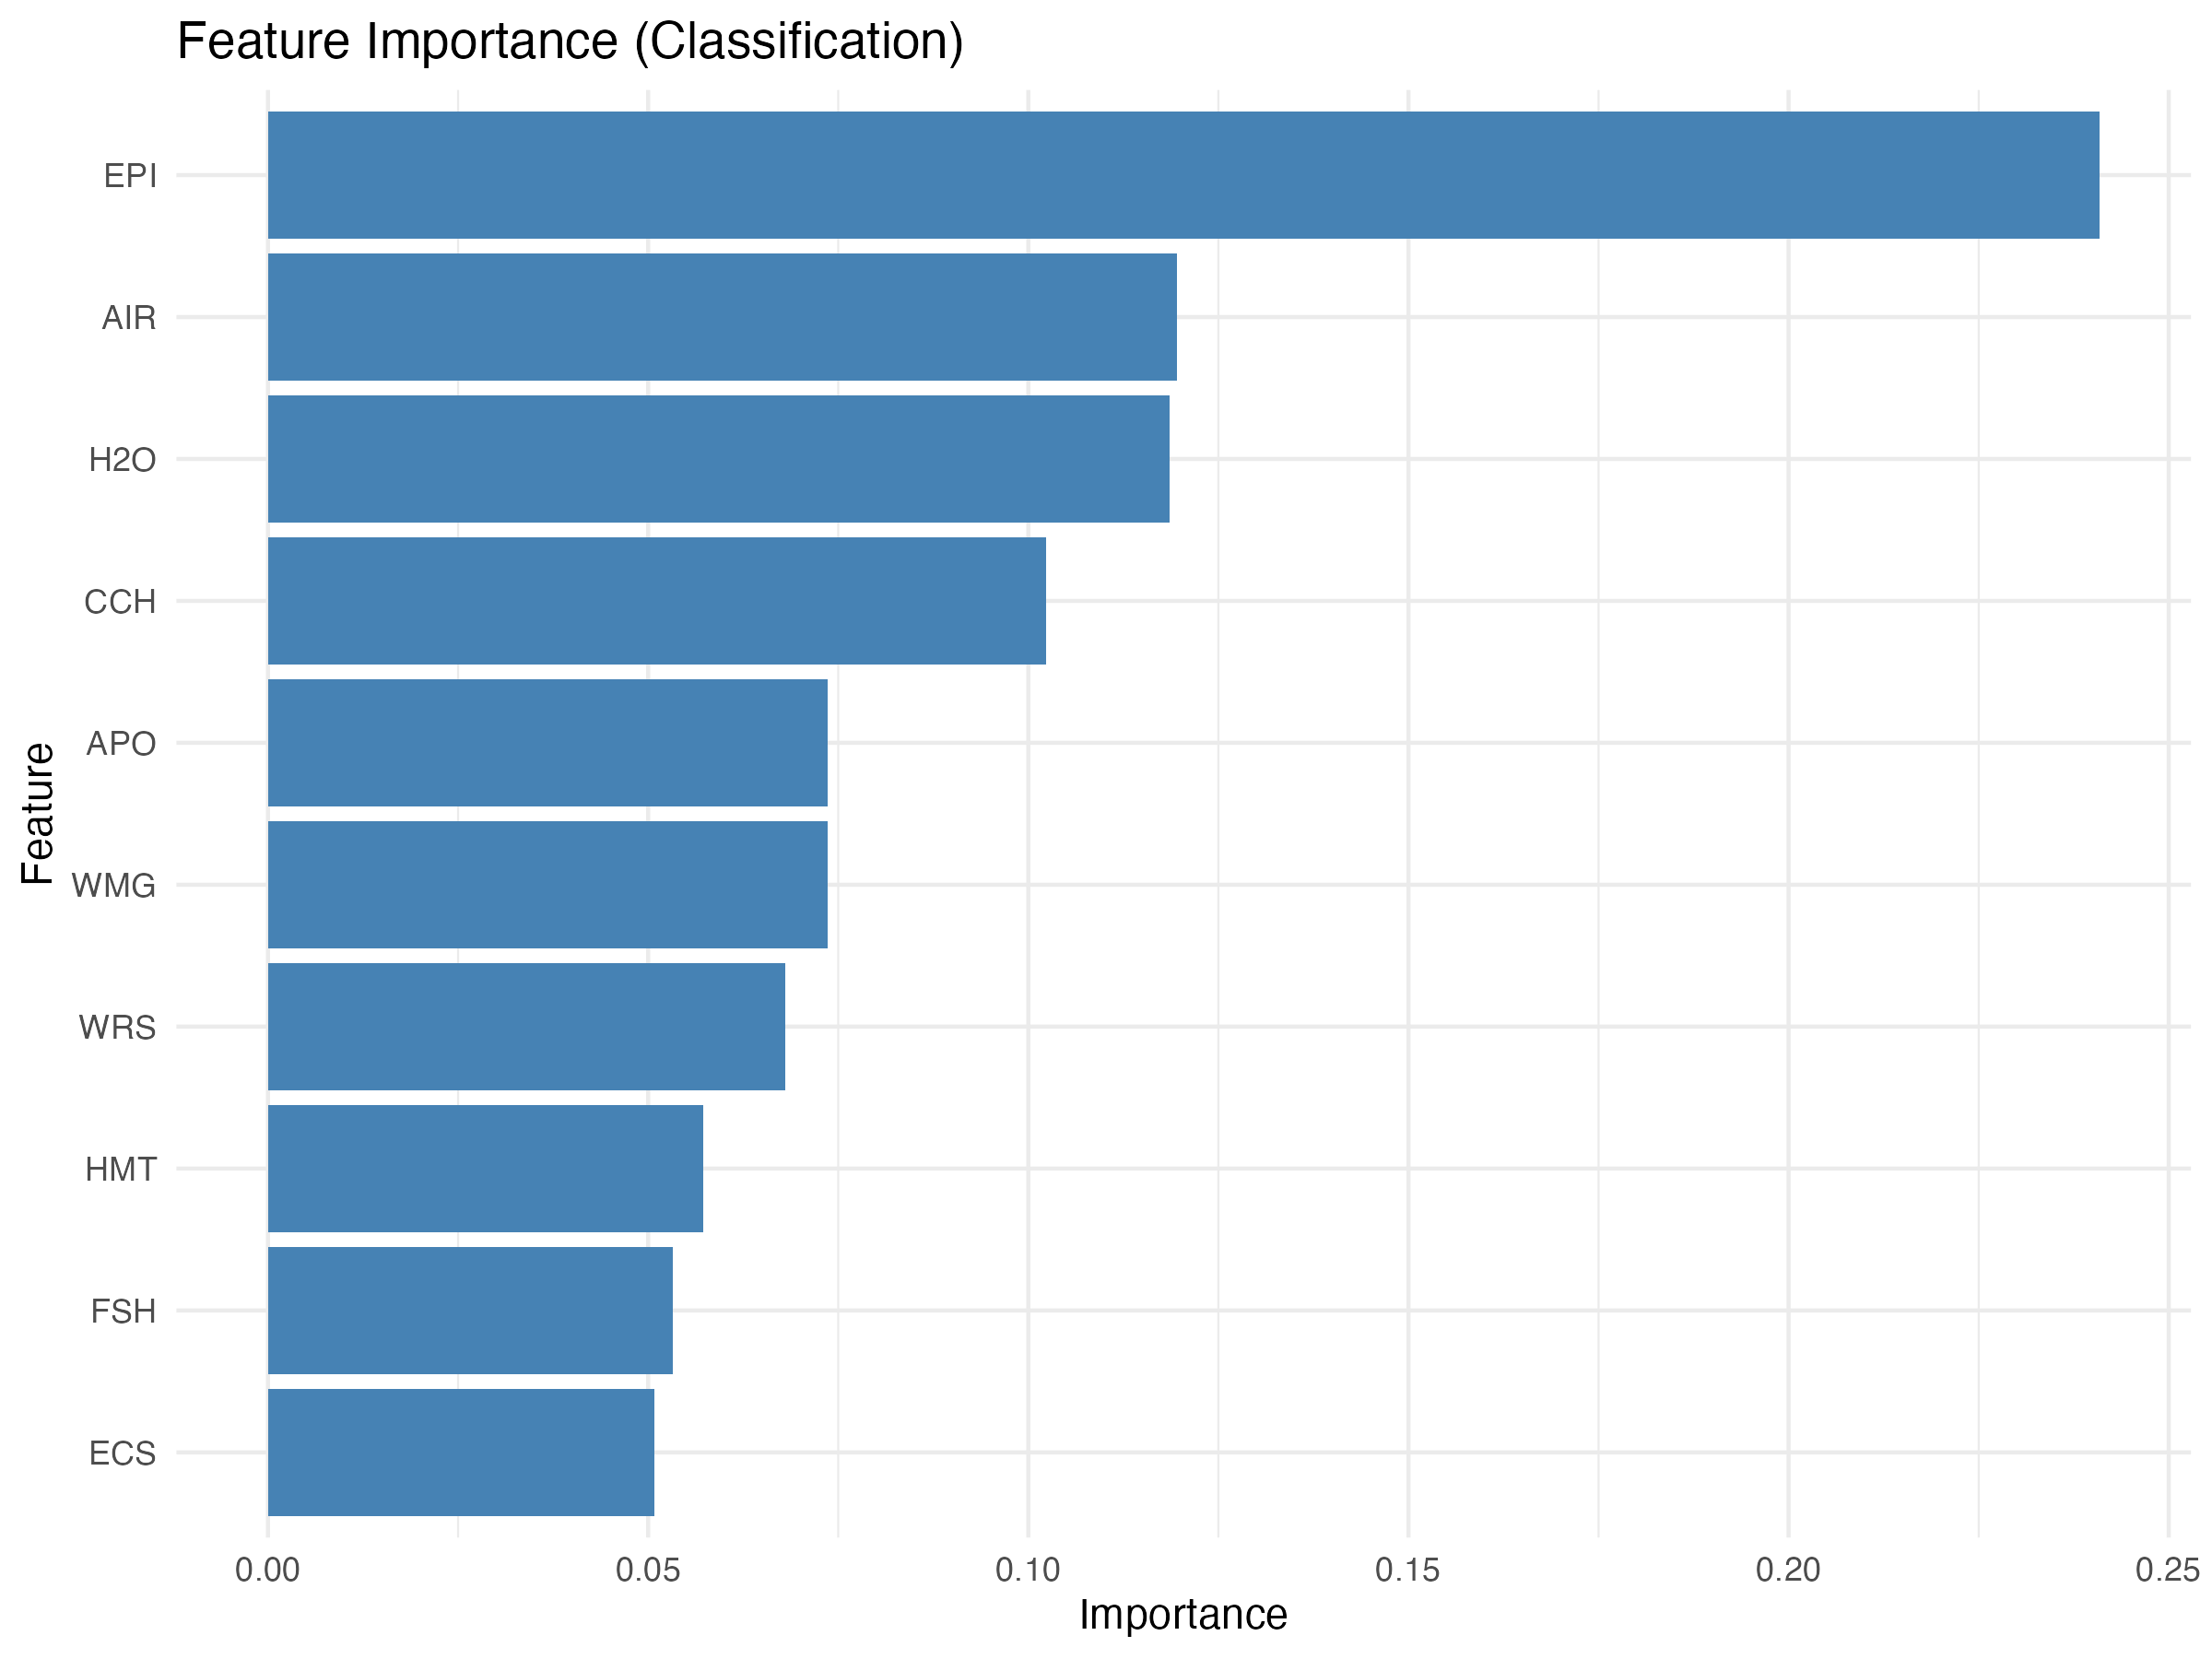 Feature Importance (Classification)
EPI
AIR
H2O
CCH
APO
WMG
WRS
HMT
FSH
ECS
Feature
0.00 0.05 0.10 0.15 0.20 0.25
Importance